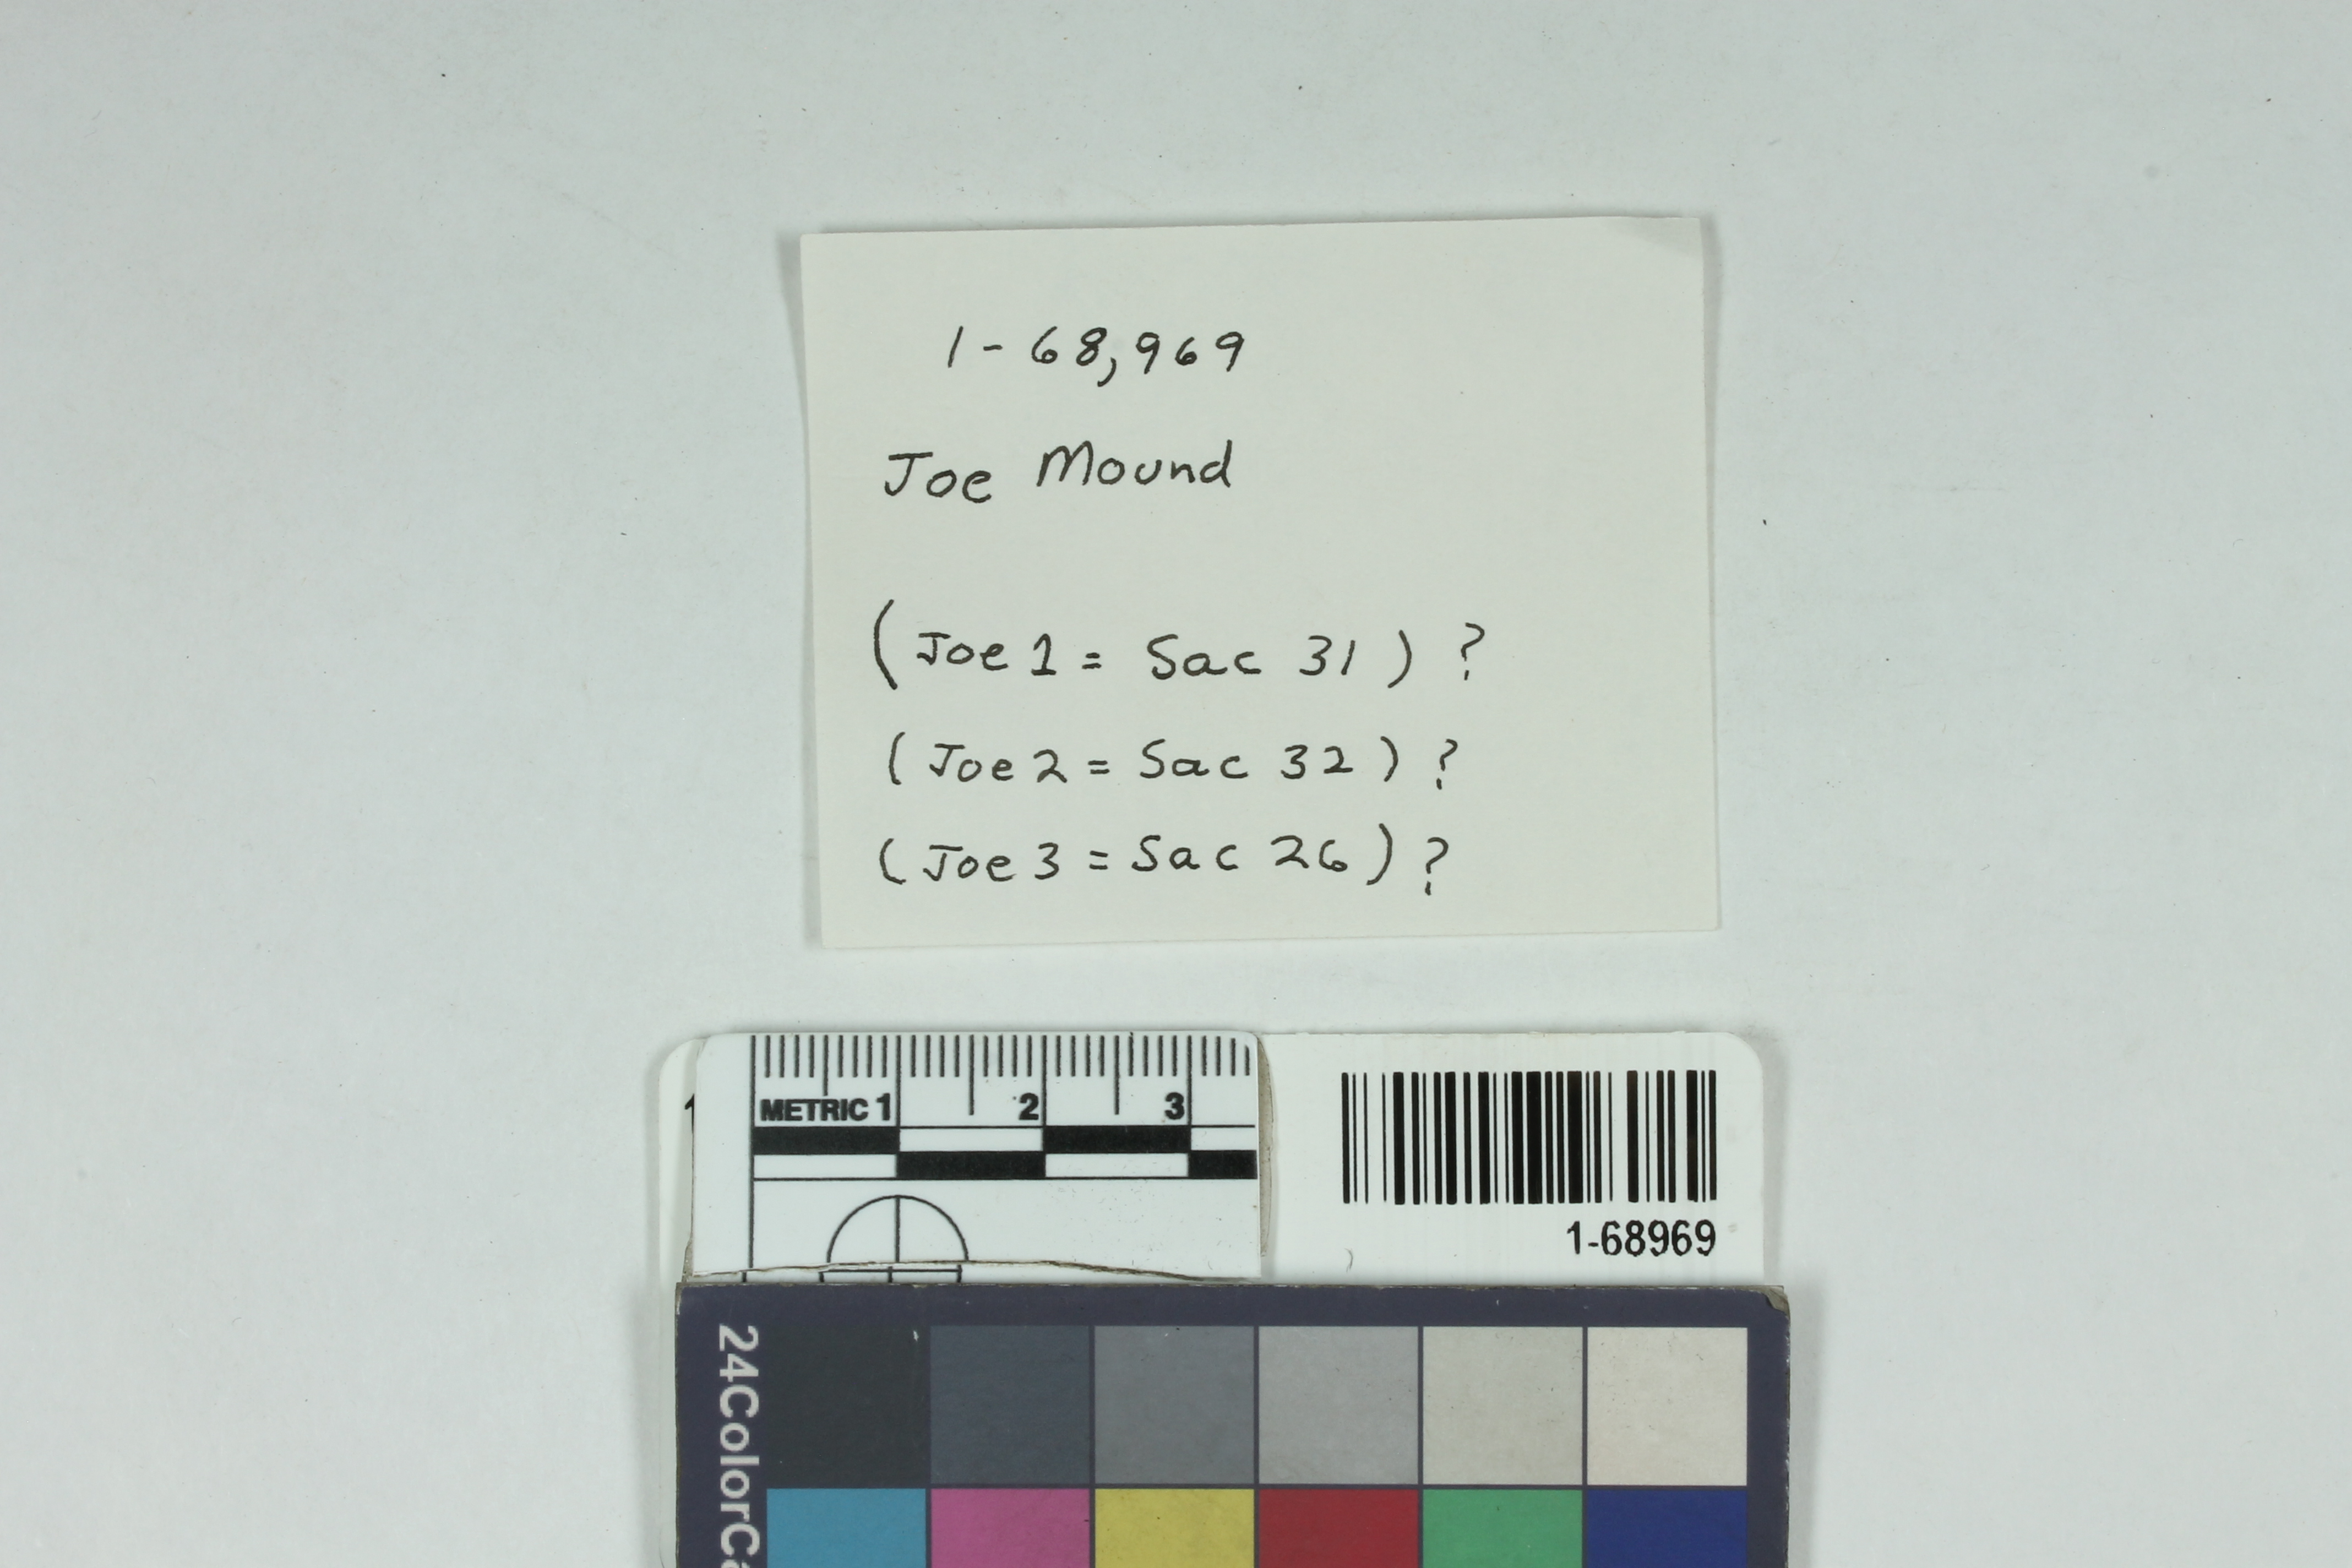 1-68,969
Joe Mound
(Joe 1 = Sac 31) ?
(Joe 2 = Sac 32) ?
(Joe 3 = Sac 26) ?
METRIC 1 2 3
1-68969
24ColorCa